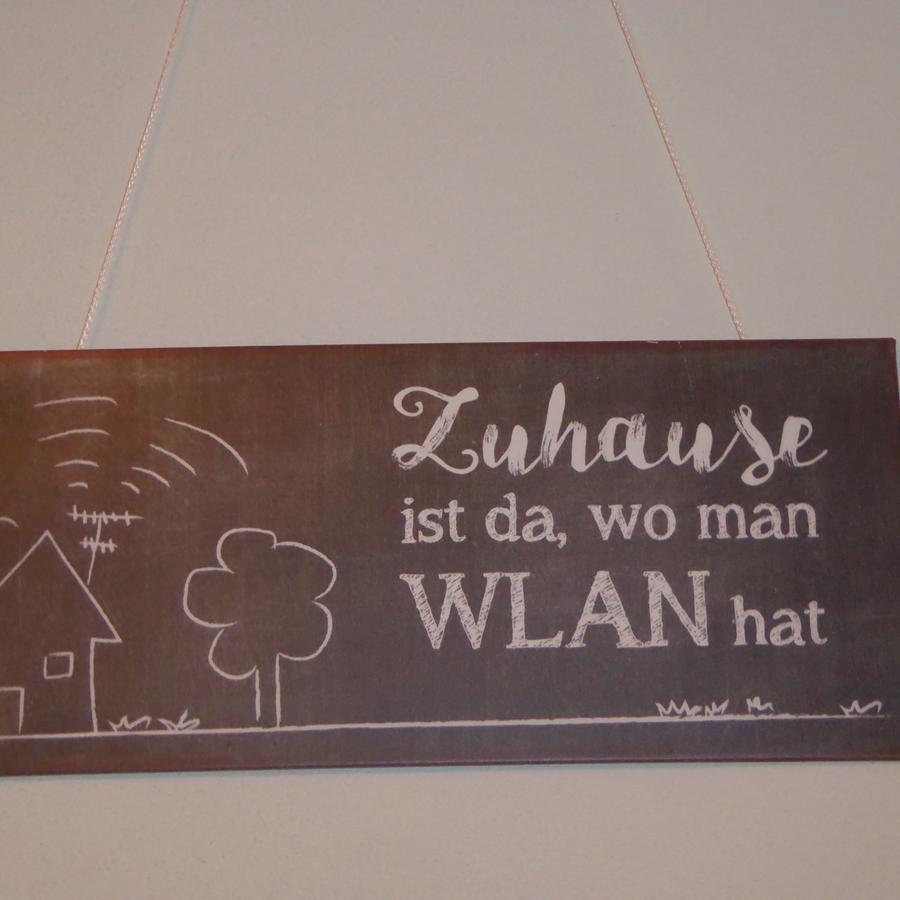 Zuhause
ist da, wo man
WLAN hat